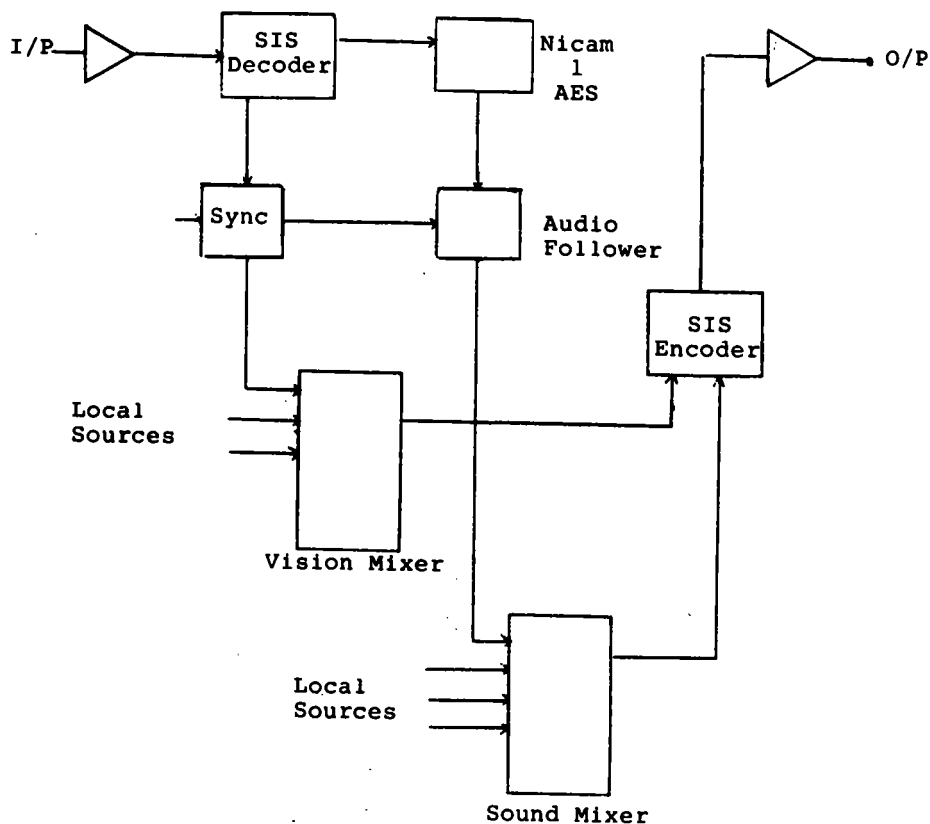 I/P
SIS
Decoder
Nicam
1
AES
O/P
Sync
Audio
Follower
SIS
Encoder
Local
Sources
Vision Mixer
Local
Sources
Sound Mixer